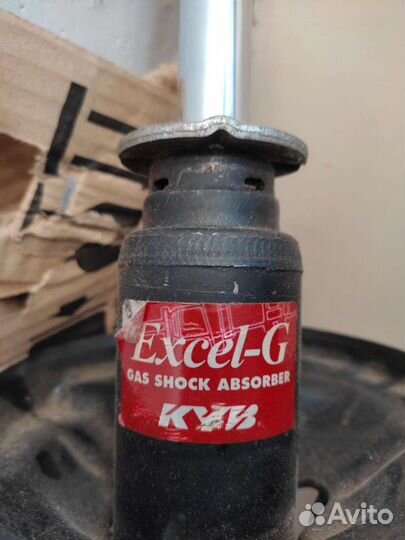 Excel-G
GAS SHOCK ABSORBER
KYB
Avito